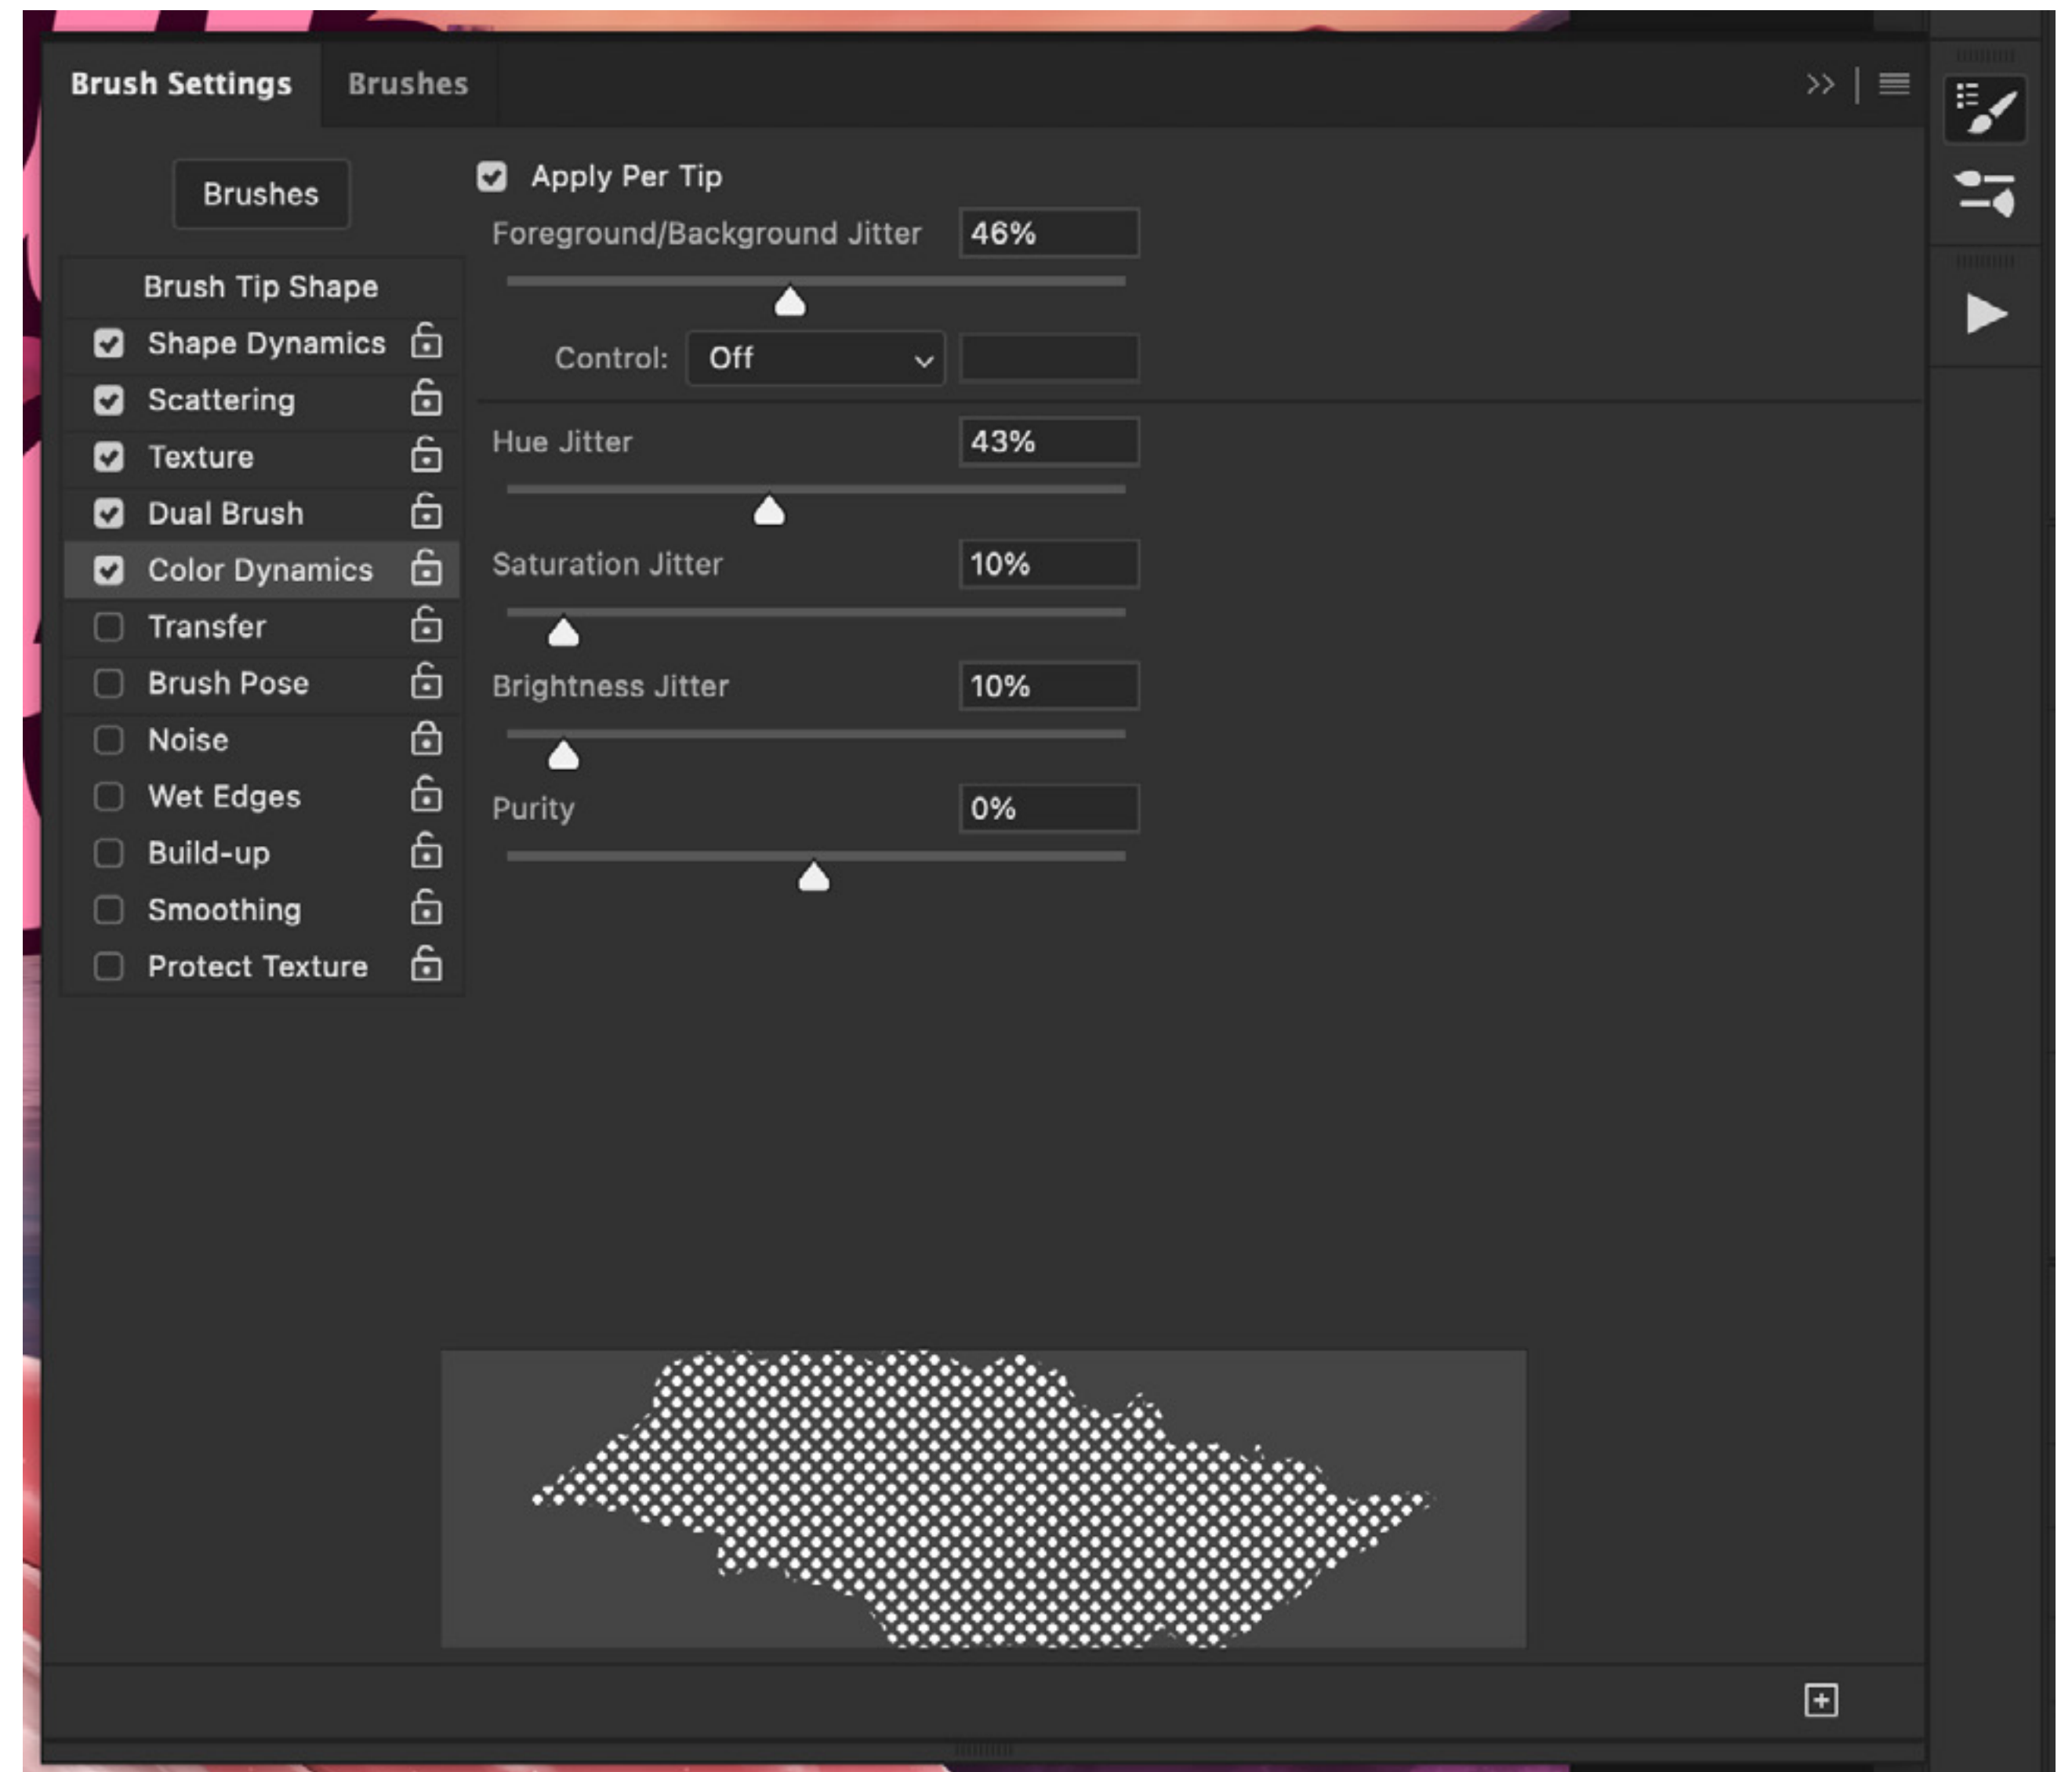 Brush Settings Brushes
Brushes
Brush Tip Shape
Shape Dynamics
Scattering
Texture
Dual Brush
Color Dynamics
Transfer
Brush Pose
Noise
Wet Edges
Build-up
Smoothing
Protect Texture
Apply Per Tip
Foreground/Background Jitter 46%
Control: Off
Hue Jitter 43%
Saturation Jitter 10%
Brightness Jitter 10%
Purity 0%